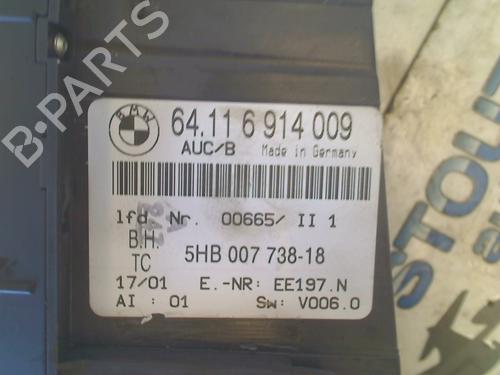 BMW
64.11 6 914 009
AUC/B Made in Germany
lfd. Nr. 00665/ II 1
B.H.
TC 5HB 007 738-18
17/01 E.-NR: EE197.N
AI : 01 SW: V006.0
B-PARTS
STOUT